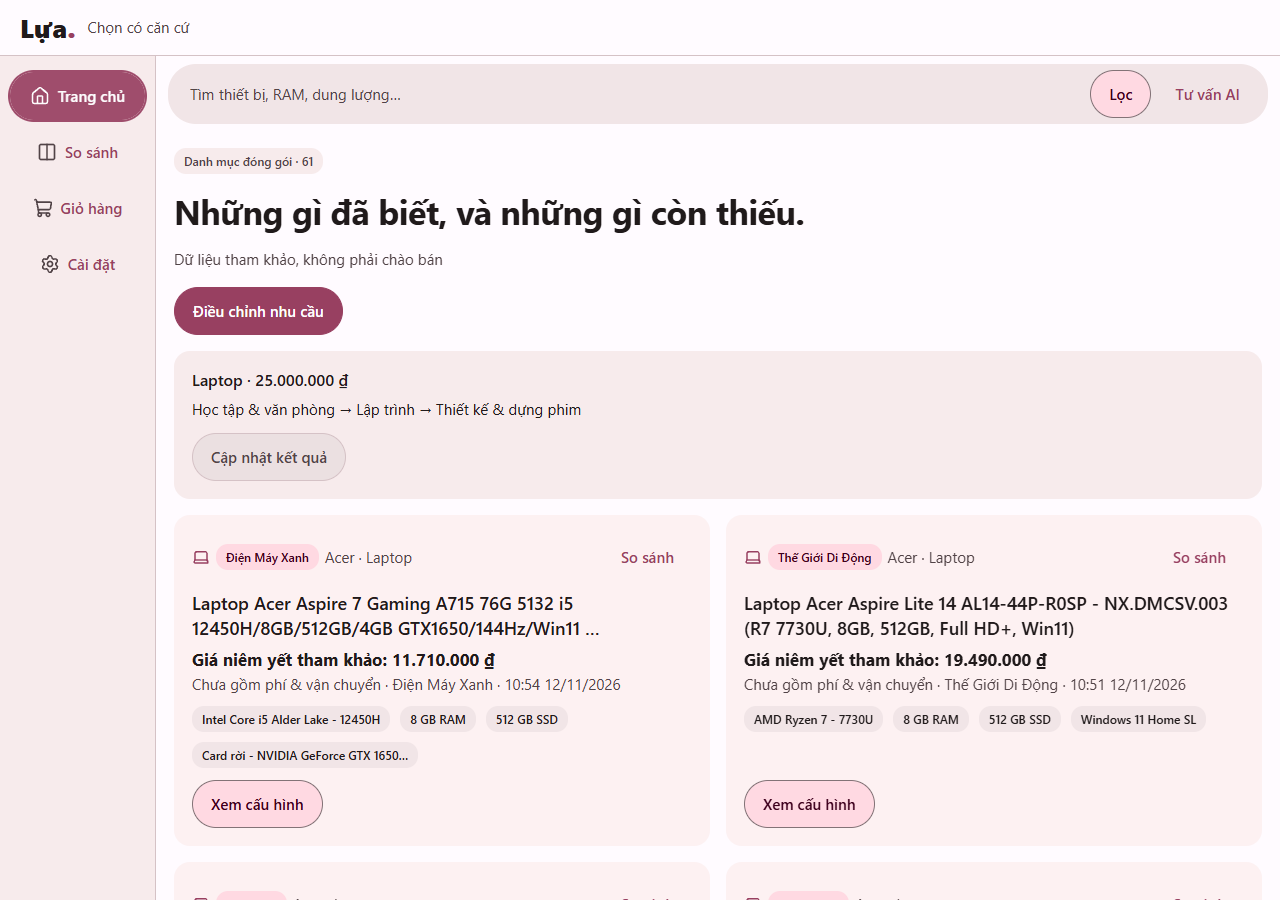 Lựa. Chọn có căn cứ
Trang chủ
So sánh
Giỏ hàng
Cài đặt
Tìm thiết bị, RAM, dung lượng...
Lọc
Tư vấn AI
Danh mục đóng gói · 61
Những gì đã biết, và những gì còn thiếu.
Dữ liệu tham khảo, không phải chào bán
Điều chỉnh nhu cầu
Laptop · 25.000.000 ₫
Học tập & văn phòng → Lập trình → Thiết kế & dựng phim
Cập nhật kết quả
Điện Máy Xanh Acer · Laptop So sánh
Laptop Acer Aspire 7 Gaming A715 76G 5132 i5
12450H/8GB/512GB/4GB GTX1650/144Hz/Win11 ...
Giá niêm yết tham khảo: 11.710.000 ₫
Chưa gồm phí & vận chuyển · Điện Máy Xanh · 10:54 12/11/2026
Intel Core i5 Alder Lake - 12450H 8 GB RAM 512 GB SSD
Card rời - NVIDIA GeForce GTX 1650...
Xem cấu hình
Thế Giới Di Động Acer · Laptop So sánh
Laptop Acer Aspire Lite 14 AL14-44P-R0SP - NX.DMCSV.003
(R7 7730U, 8GB, 512GB, Full HD+, Win11)
Giá niêm yết tham khảo: 19.490.000 ₫
Chưa gồm phí & vận chuyển · Thế Giới Di Động · 10:51 12/11/2026
AMD Ryzen 7 - 7730U 8 GB RAM 512 GB SSD Windows 11 Home SL
Xem cấu hình